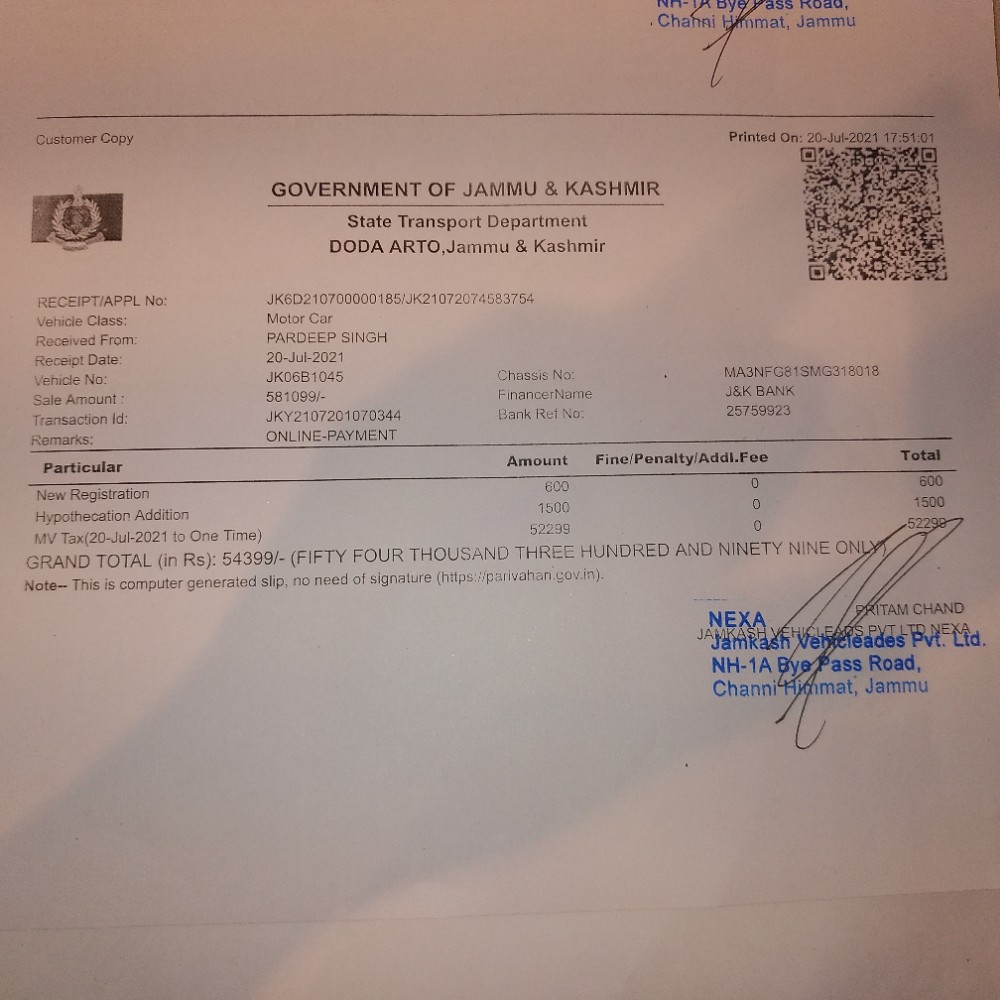 NH-1A Bye Pass Road,
Channi Himmat, Jammu
Customer Copy
Printed On: 20-Jul-2021 17:51:01
GOVERNMENT OF JAMMU & KASHMIR
State Transport Department
DODA ARTO,Jammu & Kashmir
RECEIPT/APPL No: JK6D210700000185/JK21072074583754
Vehicle Class: Motor Car
Received From: PARDEEP SINGH
Receipt Date: 20-Jul-2021
Vehicle No: JK06B1045 Chassis No: MA3NFG81SMG318018
Sale Amount : 581099/- FinancerName J&K BANK
Transaction Id: JKY2107201070344 Bank Ref No: 25759923
Remarks: ONLINE-PAYMENT
Particular Amount Fine/Penalty/Addl.Fee Total
New Registration 600 0 600
Hypothecation Addition 1500 0 1500
MV Tax(20-Jul-2021 to One Time) 52299 0 52299
GRAND TOTAL (in Rs): 54399/- (FIFTY FOUR THOUSAND THREE HUNDRED AND NINETY NINE ONLY)
Note-- This is computer generated slip, no need of signature (https://parivahan.gov.in).
PRITAM CHAND
NEXA
JAMKASH VEHICLEADS PVT LTD NEXA
Jamkash Vehicleades Pvt. Ltd.
NH-1A Bye Pass Road,
Channi Himmat, Jammu